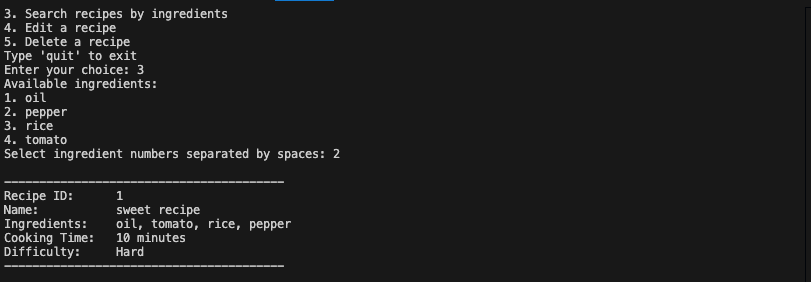 3. Search recipes by ingredients
4. Edit a recipe
5. Delete a recipe
Type 'quit' to exit
Enter your choice: 3
Available ingredients:
1. oil
2. pepper
3. rice
4. tomato
Select ingredient numbers separated by spaces: 2
----------------------------------------
Recipe ID:      1
Name:           sweet recipe
Ingredients:    oil, tomato, rice, pepper
Cooking Time:   10 minutes
Difficulty:     Hard
----------------------------------------